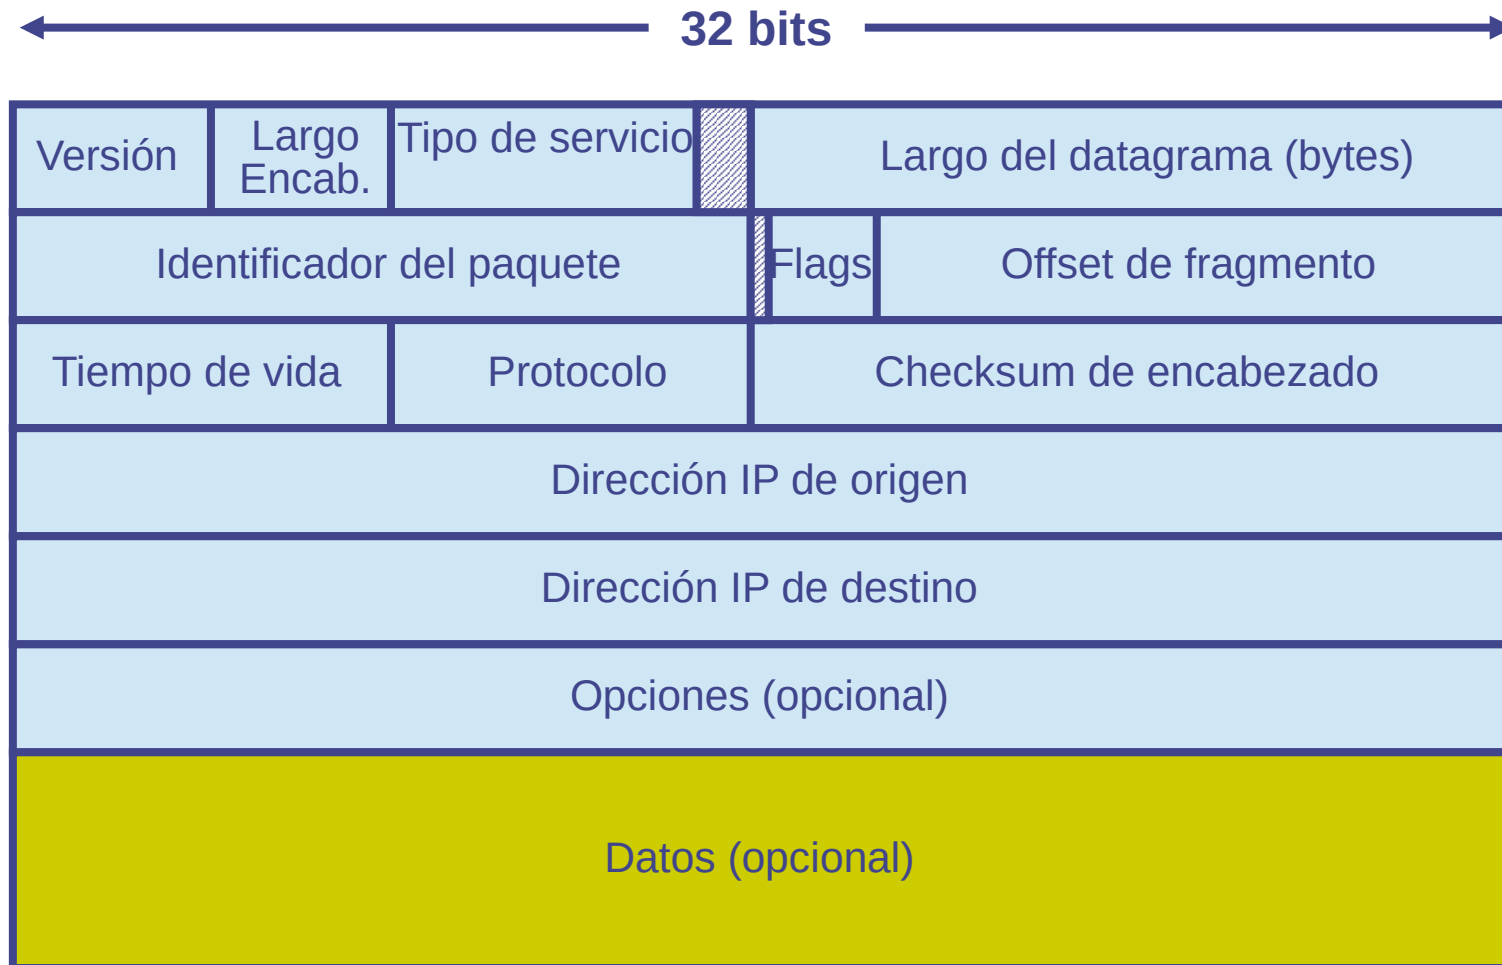 32 bits
Versión
Largo
Encab.
Tipo de servicio
Largo del datagrama (bytes)
Identificador del paquete
Flags
Offset de fragmento
Tiempo de vida
Protocolo
Checksum de encabezado
Dirección IP de origen
Dirección IP de destino
Opciones (opcional)
Datos (opcional)